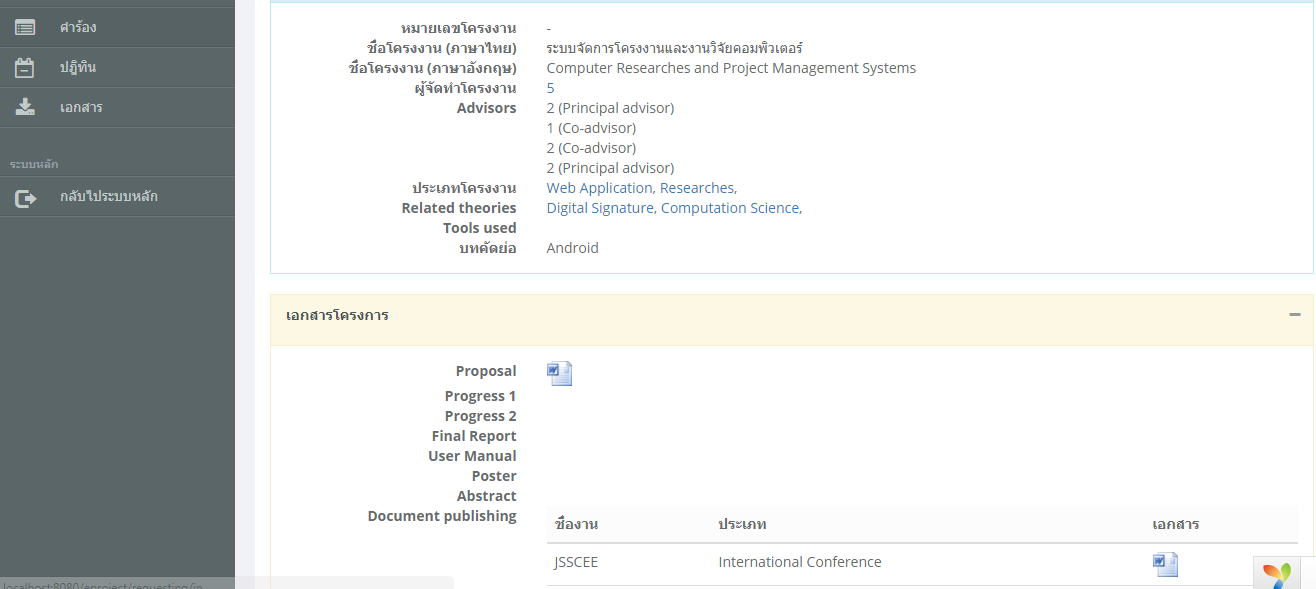 คำร้อง
ปฏิทิน
เอกสาร
ระบบหลัก
กลับไประบบหลัก
หมายเลขโครงงาน -
ชื่อโครงงาน (ภาษาไทย) ระบบจัดการโครงงานและงานวิจัยคอมพิวเตอร์
ชื่อโครงงาน (ภาษาอังกฤษ) Computer Researches and Project Management Systems
ผู้จัดทำโครงงาน 5
Advisors 2 (Principal advisor)
1 (Co-advisor)
2 (Co-advisor)
2 (Principal advisor)
ประเภทโครงงาน Web Application, Researches,
Related theories Digital Signature, Computation Science,
Tools used
บทคัดย่อ Android
เอกสารโครงการ
Proposal
Progress 1
Progress 2
Final Report
User Manual
Poster
Abstract
Document publishing
ชื่องาน ประเภท เอกสาร
JSSCEE International Conference
localhost:8080/eproject/requesting/in